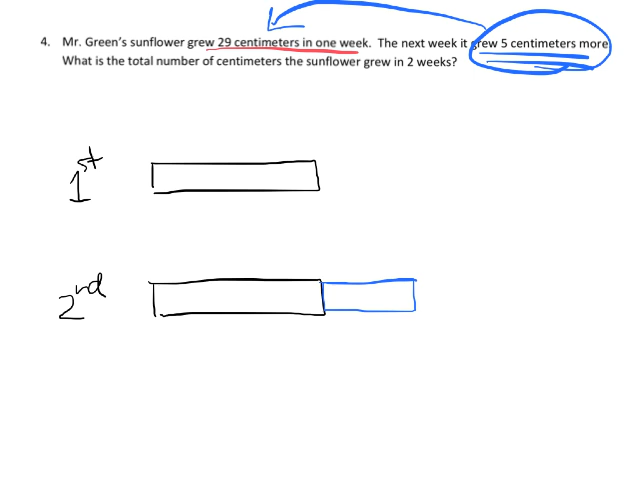 4. Mr. Green's sunflower grew 29 centimeters in one week. The next week it grew 5 centimeters more
What is the total number of centimeters the sunflower grew in 2 weeks?
1st
2nd